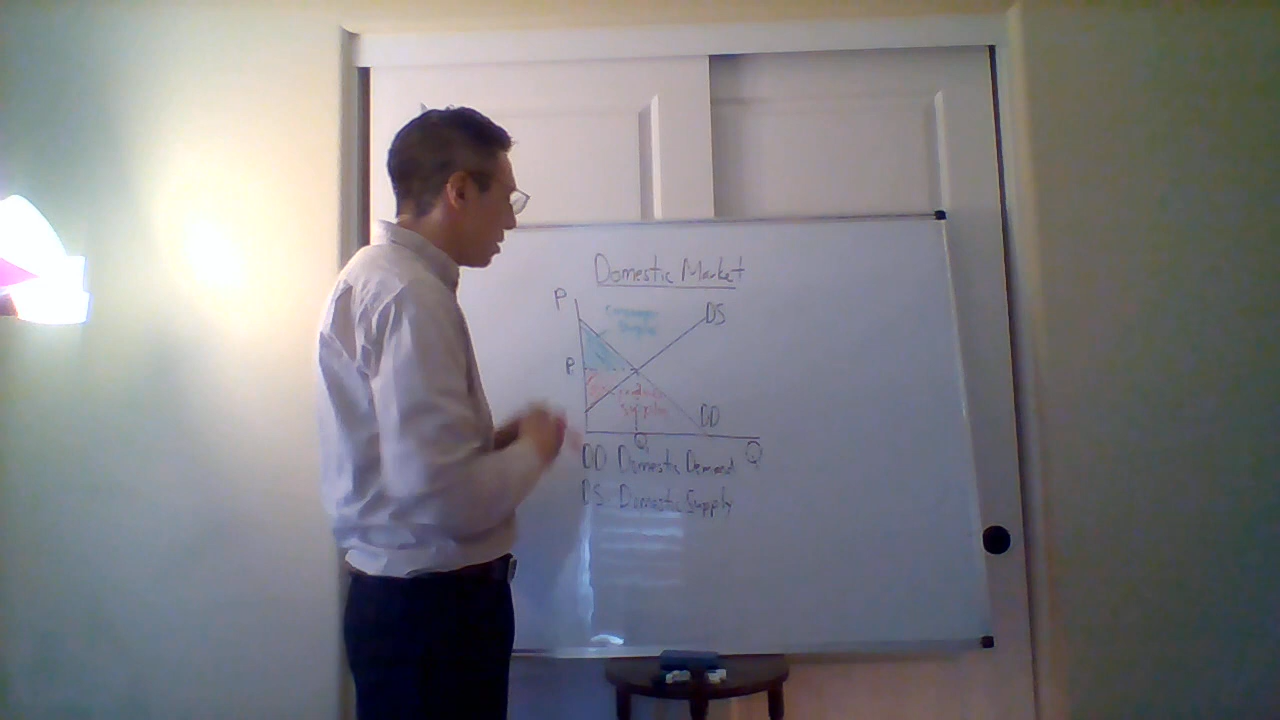 Domestic Market
P
Consumer
Surplus
DS
P
Producer
Surplus
DD
Q
Q
DD Domestic Demand
DS Domestic Supply